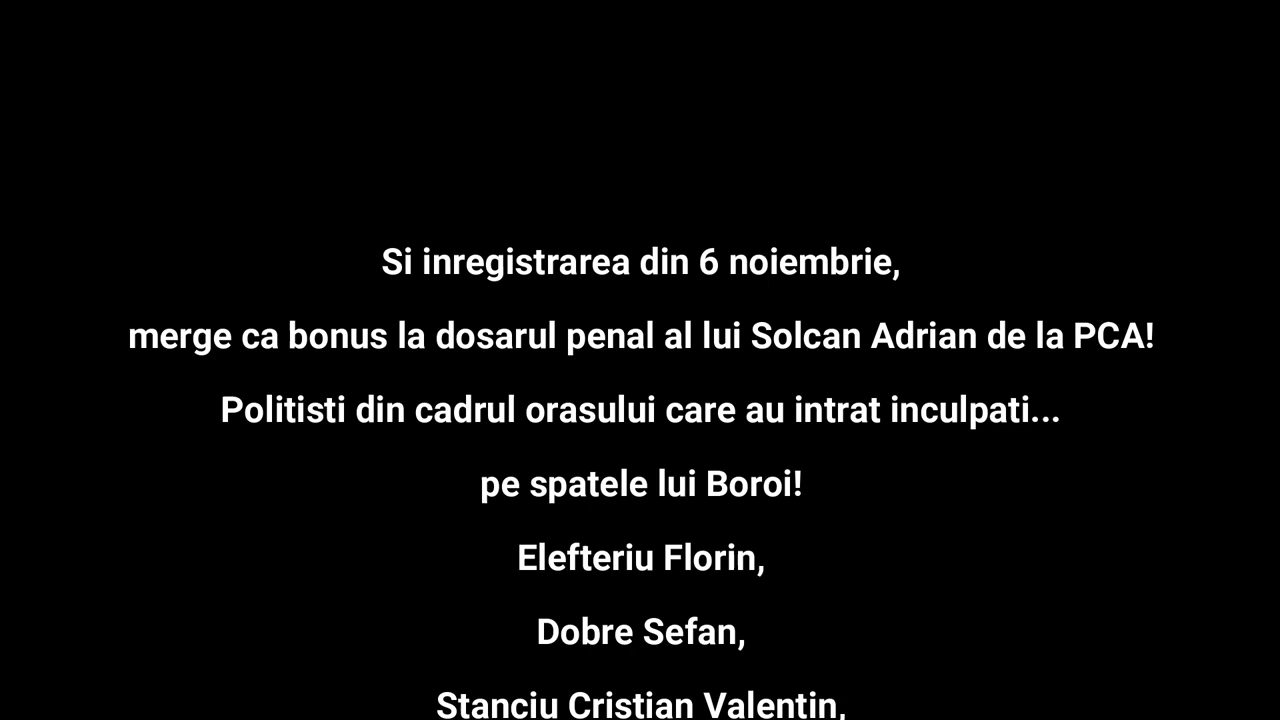 Si inregistrarea din 6 noiembrie,
merge ca bonus la dosarul penal al lui Solcan Adrian de la PCA!
Politisti din cadrul orasului care au intrat inculpati...
pe spatele lui Boroi!
Elefteriu Florin,
Dobre Sefan,
Stanciu Cristian Valentin,